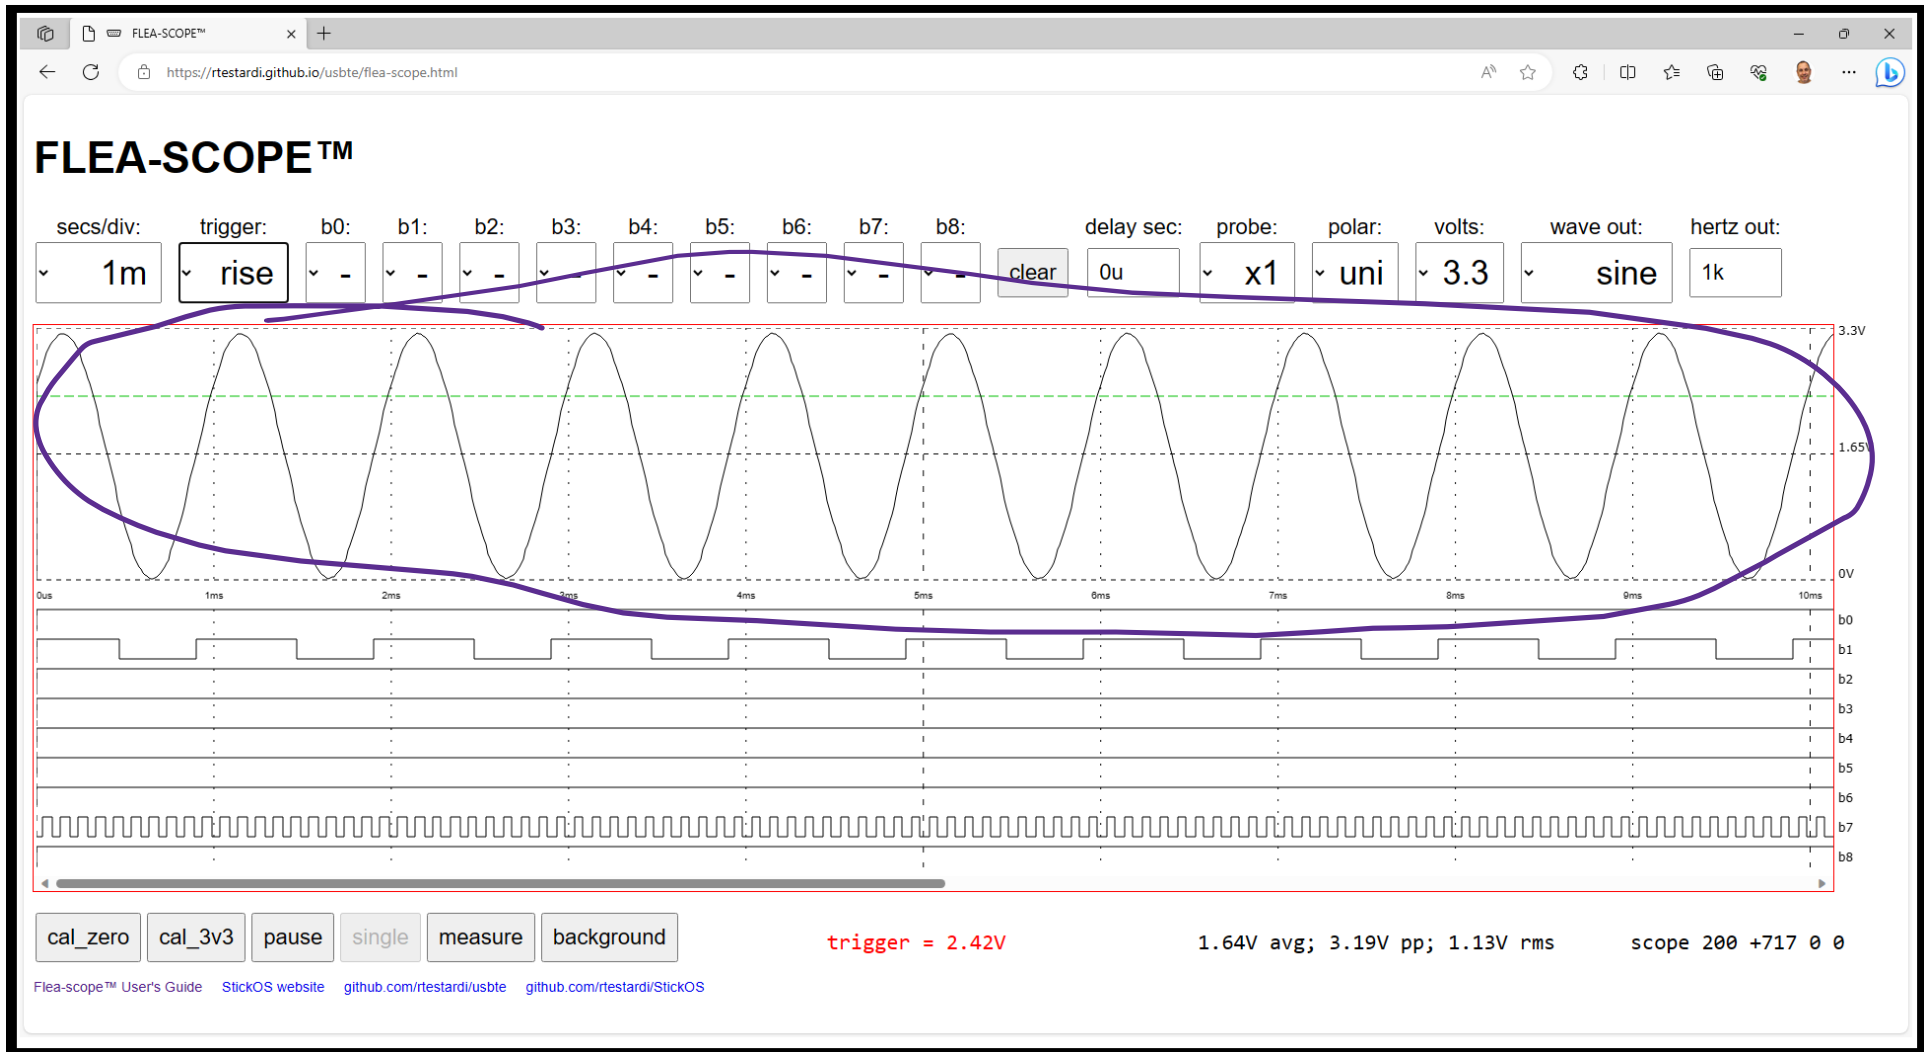 FLEA-SCOPE™
https://rtestardi.github.io/usbte/flea-scope.html
FLEA-SCOPE™
secs/div: trigger: b0: b1: b2: b3: b4: b5: b6: b7: b8: delay sec: probe: polar: volts: wave out: hertz out:
1m rise - - - - - - - - - clear 0u x1 uni 3.3 sine 1k
3.3V
1.65V
0V
0us 1ms 2ms 3ms 4ms 5ms 6ms 7ms 8ms 9ms 10ms
b0
b1
b2
b3
b4
b5
b6
b7
b8
cal_zero cal_3v3 pause single measure background trigger = 2.42V 1.64V avg; 3.19V pp; 1.13V rms scope 200 +717 0 0
Flea-scope™ User's Guide StickOS website github.com/rtestardi/usbte github.com/rtestardi/StickOS